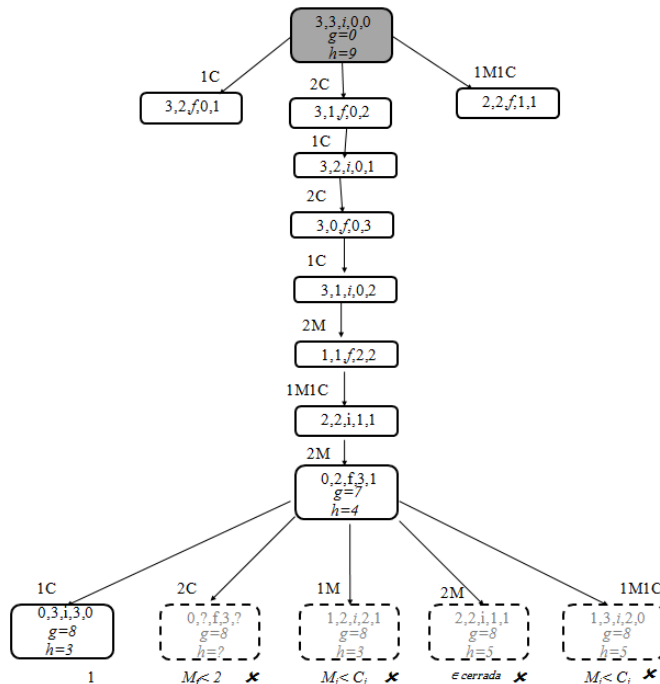 3,3,i,0,0
g=0
h=9
1C
2C
1M1C
3,2,f,0,1
3,1,f,0,2
2,2,f,1,1
1C
3,2,i,0,1
2C
3,0,f,0,3
1C
3,1,i,0,2
2M
1,1,f,2,2
1M1C
2,2,i,1,1
2M
0,2,f,3,1
g=7
h=4
1C
2C
1M
2M
1M1C
0,3,i,3,0
g=8
h=3
0,?,f,3,?
g=8
h=?
1,2,i,2,1
g=8
h=3
2,2,i,1,1
g=8
h=5
1,3,i,2,0
g=8
h=5
1
Mf< 2 ✘
Mi< Ci ✘
∈ cerrada ✘
Mi< Ci ✘